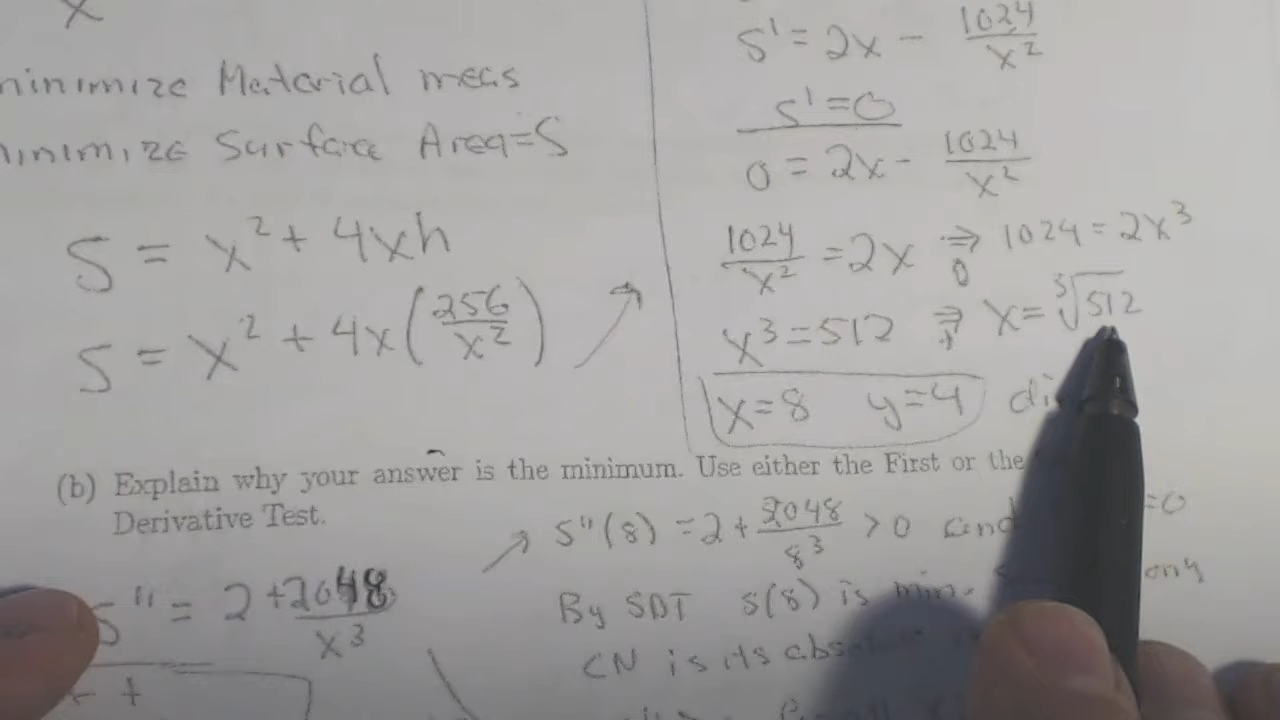 x
minimize Material means
minimize Surface Area = S
S = x² + 4xh
S = x² + 4x(256/x²)
S' = 2x - 1024/x²
S' = 0
0 = 2x - 1024/x²
1024/x² = 2x ⇒ 1024 = 2x³
x³ = 512 ⇒ x = ∛512
x = 8 y = 4
(b) Explain why your answer is the minimum. Use either the First or the
Derivative Test.
S'' = 2 + 2048/x³
S''(8) = 2 + 2048/8³ > 0 and =0
By SDT S(8) is min.
CN is its
- +